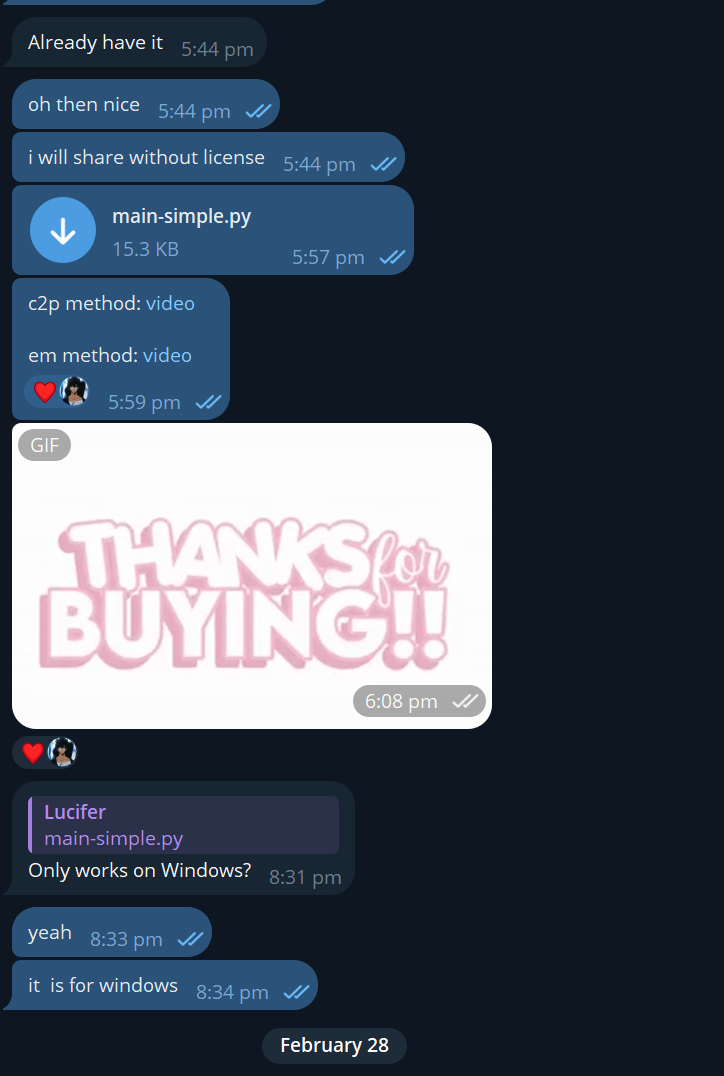 Already have it 5:44 pm
oh then nice 5:44 pm
i will share without license 5:44 pm
main-simple.py
15.3 KB 5:57 pm
c2p method: video
em method: video
5:59 pm
GIF
THANKS for
BUYING!!
6:08 pm
Lucifer
main-simple.py
Only works on Windows? 8:31 pm
yeah 8:33 pm
it is for windows 8:34 pm
February 28